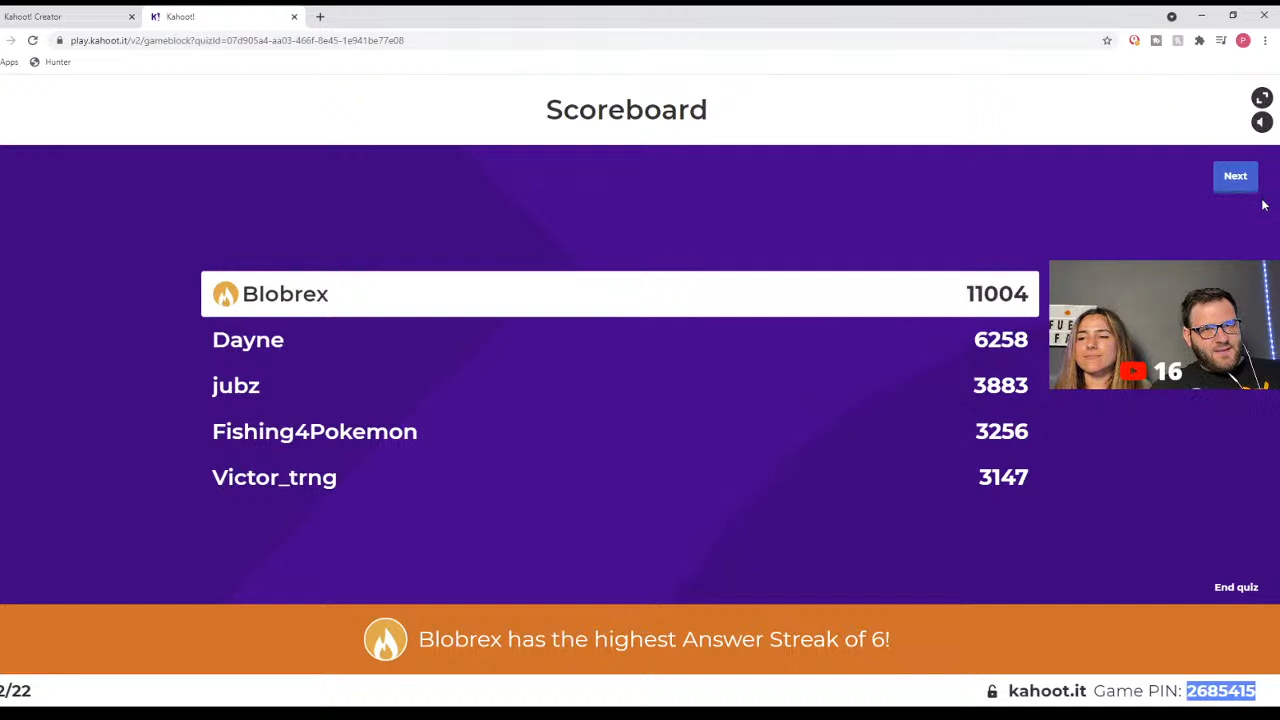 Kahoot! Creator
K! Kahoot!
play.kahoot.it/v2/gameblock?quizId=07d905a4-aa03-466f-8e45-1e941be77e08
P
Apps Hunter
Scoreboard
Next
Blobrex 11004
Dayne 6258
jubz 3883
Fishing4Pokemon 3256
Victor_trng 3147
FUE
FA
16
End quiz
Blobrex has the highest Answer Streak of 6!
2/22
kahoot.it Game PIN: 2685415